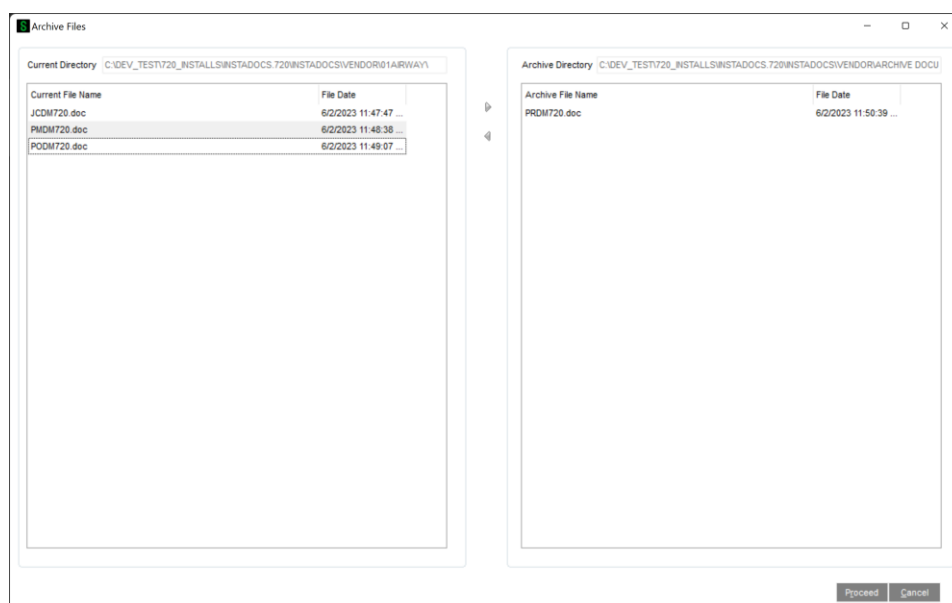 Archive Files
Current Directory C:\DEV_TEST\720_INSTALLS\INSTADOCS.720\INSTADOCS\VENDOR\01AIRWAY\
Current File Name File Date
JCDM720.doc 6/2/2023 11:47:47 ...
PMDM720.doc 6/2/2023 11:48:38 ...
PODM720.doc 6/2/2023 11:49:07 ...
Archive Directory C:\DEV_TEST\720_INSTALLS\INSTADOCS.720\INSTADOCS\VENDOR\ARCHIVE DOCU
Archive File Name File Date
PRDM720.doc 6/2/2023 11:50:39 ...
Proceed Cancel